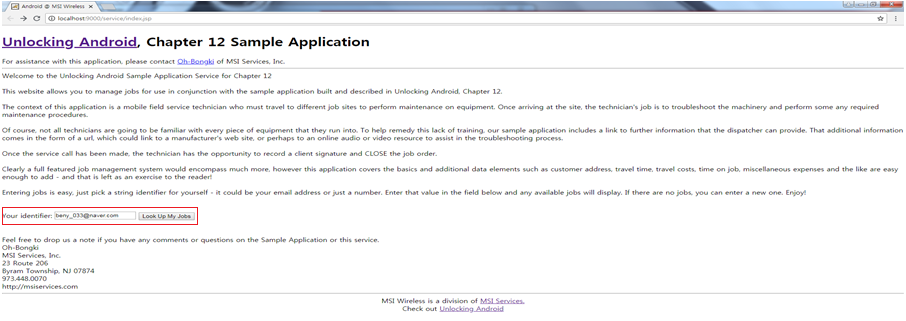 Android @ MSI Wireless
localhost:9000/service/index.jsp
Unlocking Android, Chapter 12 Sample Application
For assistance with this application, please contact Oh-Bongki of MSI Services, Inc.
Welcome to the Unlocking Android Sample Application Service for Chapter 12
This website allows you to manage jobs for use in conjunction with the sample application built and described in Unlocking Android, Chapter 12.
The context of this application is a mobile field service technician who must travel to different job sites to perform maintenance on equipment. Once arriving at the site, the technician's job is to troubleshoot the machinery and perform some any required
maintenance procedures.
Of course, not all technicians are going to be familiar with every piece of equipment that they run into. To help remedy this lack of training, our sample application includes a link to further information that the dispatcher can provide. That additional information
comes in the form of a url, which could link to a manufacturer's web site, or perhaps to an online audio or video resource to assist in the troubleshooting process.
Once the service call has been made, the technician has the opportunity to record a client signature and CLOSE the job order.
Clearly a full featured job management system would encompass much more, however this application covers the basics and additional data elements such as customer address, travel time, travel costs, time on job, miscellaneous expenses and the like are easy
enough to add - and that is left as an exercise to the reader!
Entering jobs is easy, just pick a string identifier for yourself - it could be your email address or just a number. Enter that value in the field below and any available jobs will display. If there are no jobs, you can enter a new one. Enjoy!
Your identifier: beny_033@naver.com Look Up My Jobs
Feel free to drop us a note if you have any comments or questions on the Sample Application or this service.
Oh-Bongki
MSI Services, Inc.
23 Route 206
Byram Township, NJ 07874
973.448.0070
http://msiservices.com
MSI Wireless is a division of MSI Services.
Check out Unlocking Android